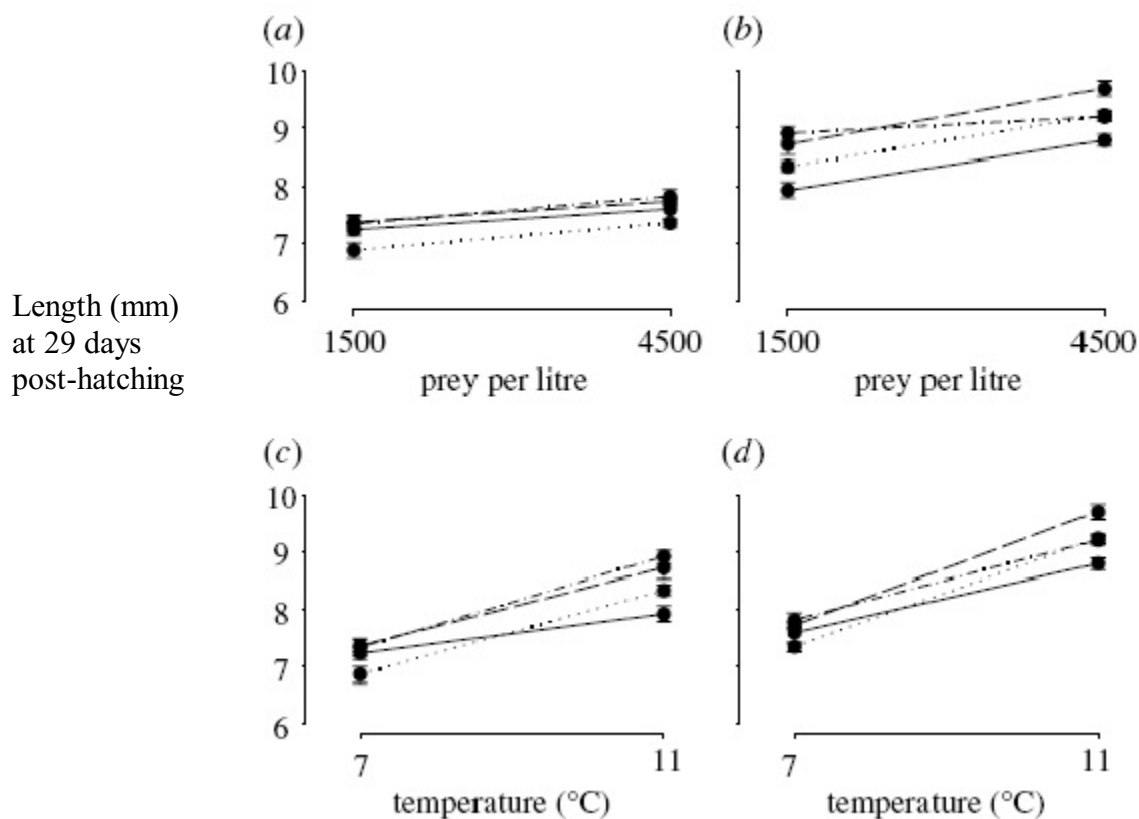 (a)
(b)
10
9
8
7
6
Length (mm)
at 29 days
post-hatching
1500
4500
1500
4500
prey per litre
prey per litre
(c)
(d)
10
9
8
7
6
7
11
7
11
temperature (°C)
temperature (°C)